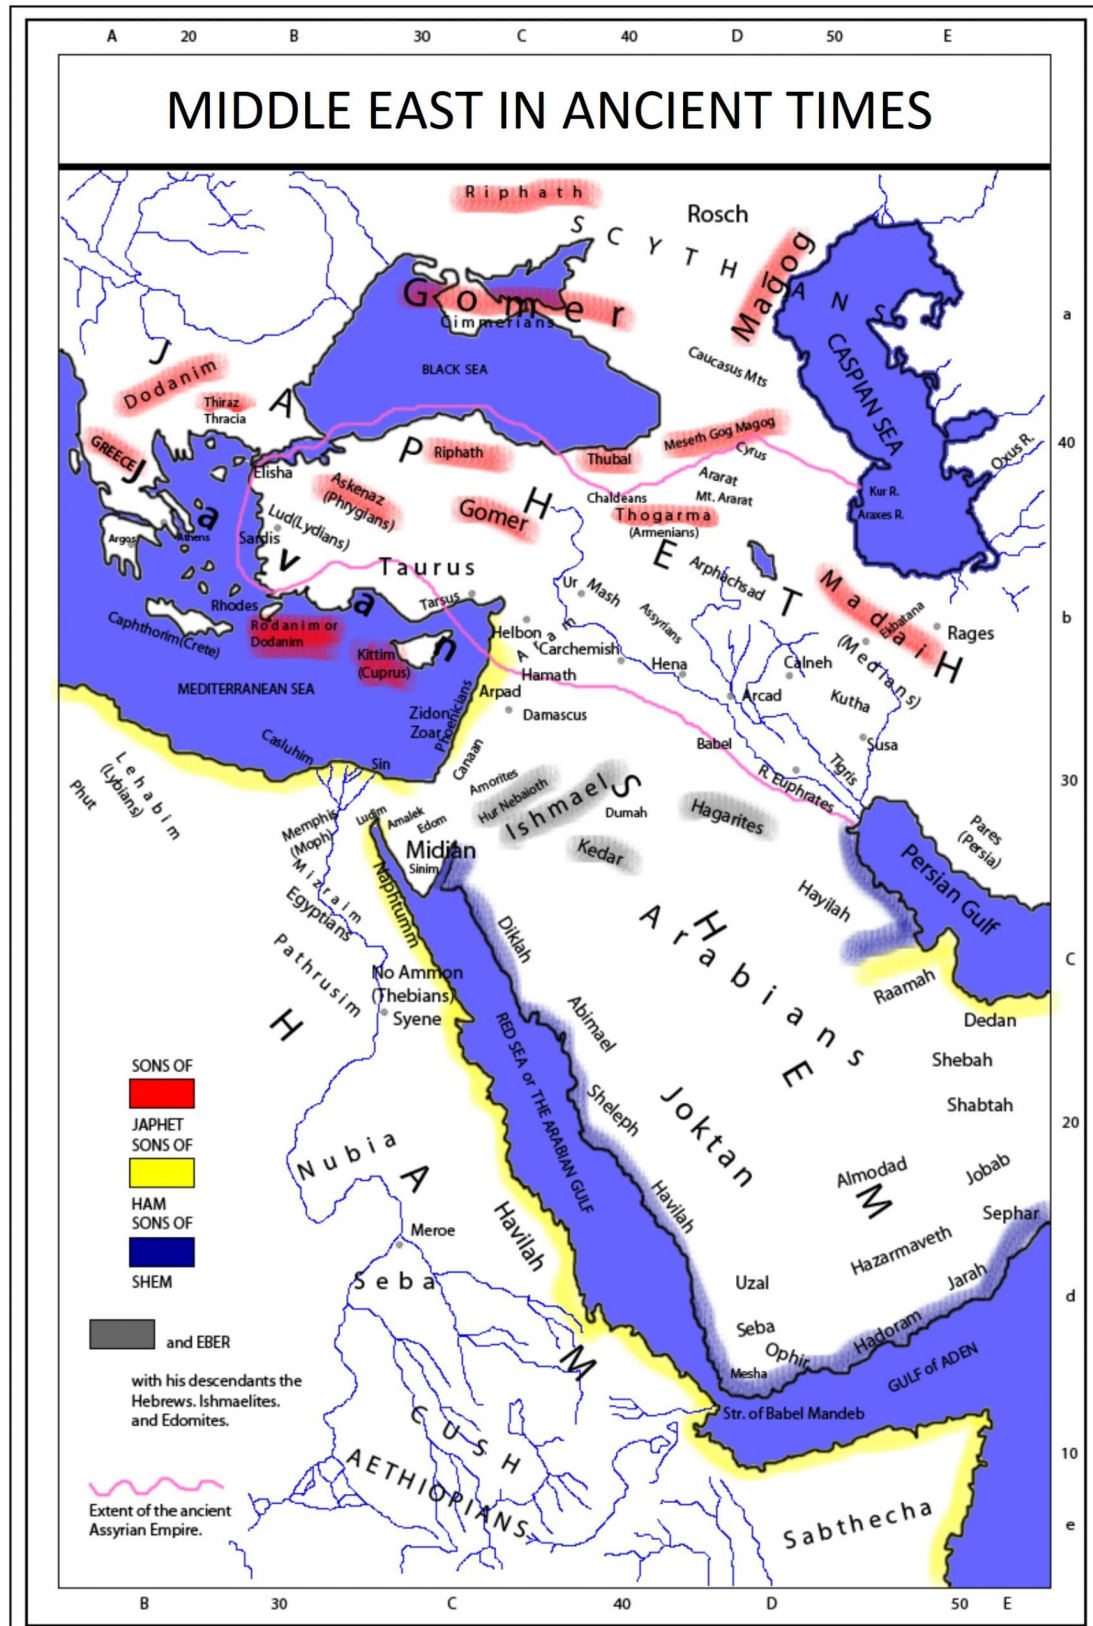 A 20 B 30 C 40 D 50 E
MIDDLE EAST IN ANCIENT TIMES
Riphath
Rosch
SCYTHANS
Magog
Gomer
Cimmerians
a
J
Dodanim
BLACK SEA
Caucasus Mts
CASPIAN SEA
Thiraz
Thracia
A
GREECE
P
Riphath
Thubal
Meseth Gog Magog
Cyrus
40
Oxus R.
J
Elisha
Askenaz
(Phrygians)
Ararat
Mt. Ararat
Kur R.
Chaldeans
H
Gomer
Thogarma
(Armenians)
Araxes R.
a
Lud(Lydians)
Argos
Athens
Sardis
v
Taurus
E
Arphachsad
T
Madai
Ekbatana
Ur
Mash
a
Tarsus
Rhodes
Assyrians
b
Caphthorim(Crete)
Rodanim or
Dodanim
n
Helbon
Aram
Carchemish
Rages
Kittim
(Cuprus)
Hena
Calneh
(Medians)
H
Hamath
MEDITERRANEAN SEA
Arpad
Arcad
Kutha
Zidon
Zoar
Phoenicians
Damascus
Casluhim
Sin
Canaan
Babel
Susa
Tigris
Lehabim
(Lybians)
Phut
Amorites
Hur Nebaioth
Ishmael
S
R. Euphrates
30
Memphis
(Moph)
Ludim
Amalek
Edom
Dumah
Hagarites
Pares
(Persia)
Midian
Sinim
Kedar
Persian Gulf
Mizraim
Egyptians
Naphtumm
Hayilah
Diklah
H
Arabians
Pathrusim
No Ammon
(Thebians)
Syene
C
Raamah
H
Abimael
Dedan
RED SEA or THE ARABIAN GULF
SONS OF
JAPHET
E
Shebah
Sheleph
Joktan
Shabtah
20
Nubia
SONS OF
HAM
A
Almodad
Jobab
Havilah
M
Sephar
Havilah
SONS OF
SHEM
Meroe
Hazarmaveth
Seba
Uzal
Jarah
d
and EBER
Seba
Hadoram
Ophir
M
Mesha
GULF of ADEN
with his descendants the
Hebrews. Ishmaelites.
and Edomites.
Str. of Babel Mandeb
CUSH
10
AETHIOPIANS
Extent of the ancient
Assyrian Empire.
Sabthecha
e
B 30 C 40 D 50 E